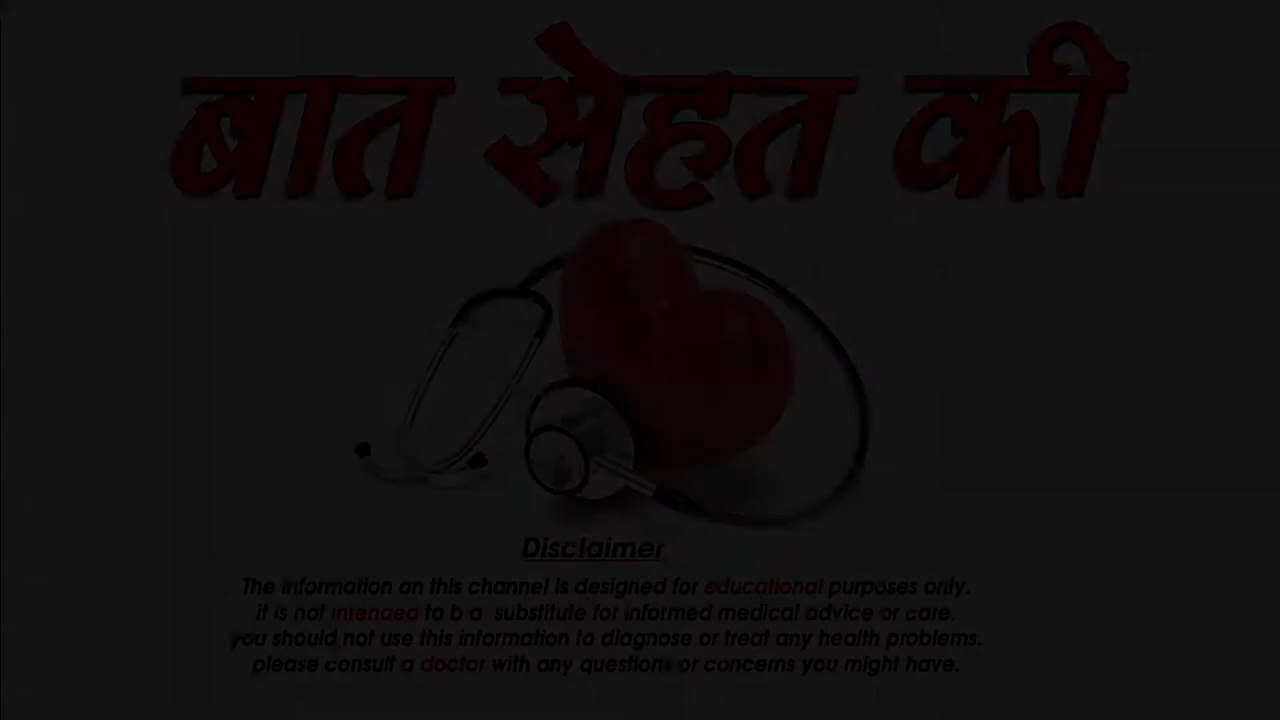 बात सेहत की
Disclaimer
The information on this channel is designed for educational purposes only.
it is not intended to b a substitute for informed medical advice or care.
you should not use this information to diagnose or treat any health problems.
please consult a doctor with any questions or concerns you might have.